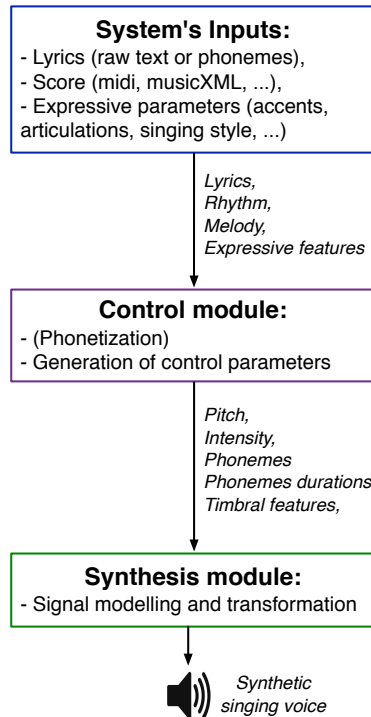 System's Inputs:
- Lyrics (raw text or phonemes),
- Score (midi, musicXML, ...),
- Expressive parameters (accents,
articulations, singing style, ...)
Lyrics,
Rhythm,
Melody,
Expressive features
Control module:
- (Phonetization)
- Generation of control parameters
Pitch,
Intensity,
Phonemes
Phonemes durations
Timbral features,
Synthesis module:
- Signal modelling and transformation
Synthetic
singing voice